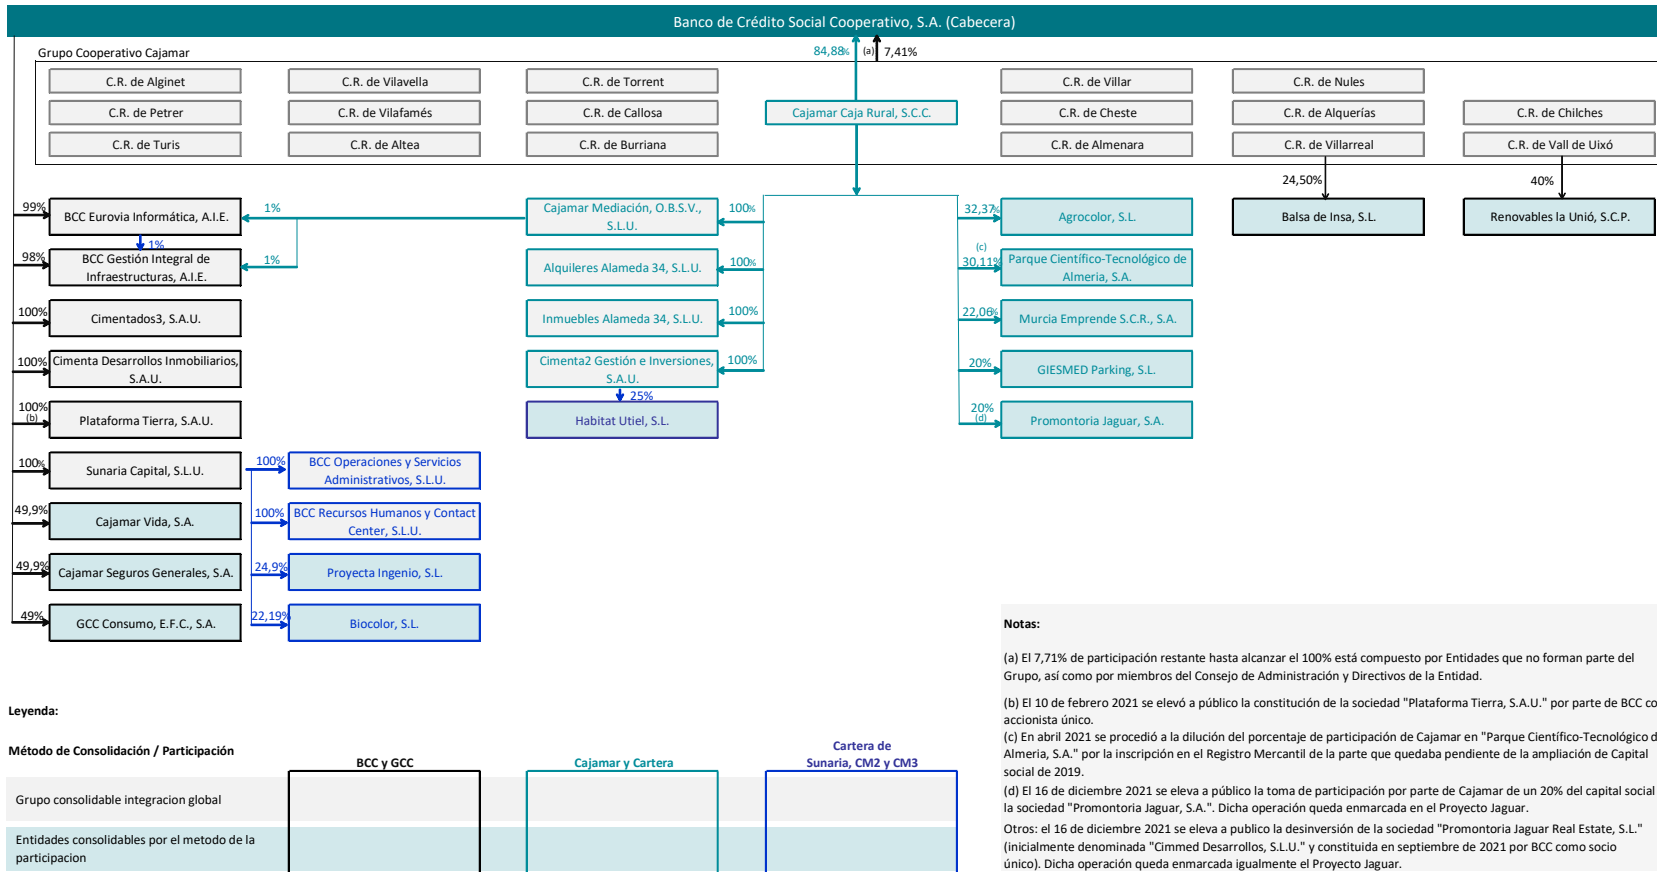 Banco de Crédito Social Cooperativo, S.A. (Cabecera)
Grupo Cooperativo Cajamar
84,88%
(a)
7,41%
C.R. de Alginet
C.R. de Vilavella
C.R. de Torrent
C.R. de Villar
C.R. de Nules
C.R. de Petrer
C.R. de Vilafamés
C.R. de Callosa
Cajamar Caja Rural, S.C.C.
C.R. de Cheste
C.R. de Alquerías
C.R. de Chilches
C.R. de Turis
C.R. de Altea
C.R. de Burriana
C.R. de Almenara
C.R. de Villarreal
C.R. de Vall de Uixó
24,50%
40%
99%
BCC Eurovia Informática, A.I.E.
1%
Cajamar Mediación, O.B.S.V.,
S.L.U.
100%
32,37%
Agrocolor, S.L.
Balsa de Insa, S.L.
Renovables la Unió, S.C.P.
1%
98%
BCC Gestión Integral de
Infraestructuras, A.I.E.
1%
Alquileres Alameda 34, S.L.U.
100%
(c)
30,11%
Parque Científico-Tecnológico de
Almeria, S.A.
100%
Cimentados3, S.A.U.
Inmuebles Alameda 34, S.L.U.
100%
22,06%
Murcia Emprende S.C.R., S.A.
100%
Cimenta Desarrollos Inmobiliarios,
S.A.U.
Cimenta2 Gestión e Inversiones,
S.A.U.
100%
20%
GIESMED Parking, S.L.
25%
100%
(b)
Plataforma Tierra, S.A.U.
Habitat Utiel, S.L.
20%
(d)
Promontoria Jaguar, S.A.
100%
Sunaria Capital, S.L.U.
100%
BCC Operaciones y Servicios
Administrativos, S.L.U.
49,9%
Cajamar Vida, S.A.
100%
BCC Recursos Humanos y Contact
Center, S.L.U.
49,9%
Cajamar Seguros Generales, S.A.
24,9%
Proyecta Ingenio, S.L.
49%
GCC Consumo, E.F.C., S.A.
22,19%
Biocolor, S.L.
Notas:
(a) El 7,71% de participación restante hasta alcanzar el 100% está compuesto por Entidades que no forman parte del
Grupo, así como por miembros del Consejo de Administración y Directivos de la Entidad.
(b) El 10 de febrero 2021 se elevó a público la constitución de la sociedad "Plataforma Tierra, S.A.U." por parte de BCC co
accionista único.
(c) En abril 2021 se procedió a la dilución del porcentaje de participación de Cajamar en "Parque Científico-Tecnológico d
Almeria, S.A." por la inscripción en el Registro Mercantil de la parte que quedaba pendiente de la ampliación de Capital
social de 2019.
(d) El 16 de diciembre 2021 se eleva a público la toma de participación por parte de Cajamar de un 20% del capital social
la sociedad "Promontoria Jaguar, S.A.". Dicha operación queda enmarcada en el Proyecto Jaguar.
Otros: el 16 de diciembre 2021 se eleva a publico la desinversión de la sociedad "Promontoria Jaguar Real Estate, S.L."
(inicialmente denominada "Cimmed Desarrollos, S.L.U." y constituida en septiembre de 2021 por BCC como socio
único). Dicha operación queda enmarcada igualmente el Proyecto Jaguar.
Leyenda:
Método de Consolidación / Participación
BCC y GCC
Cajamar y Cartera
Cartera de
Sunaria, CM2 y CM3
Grupo consolidable integracion global
Entidades consolidables por el metodo de la
participacion